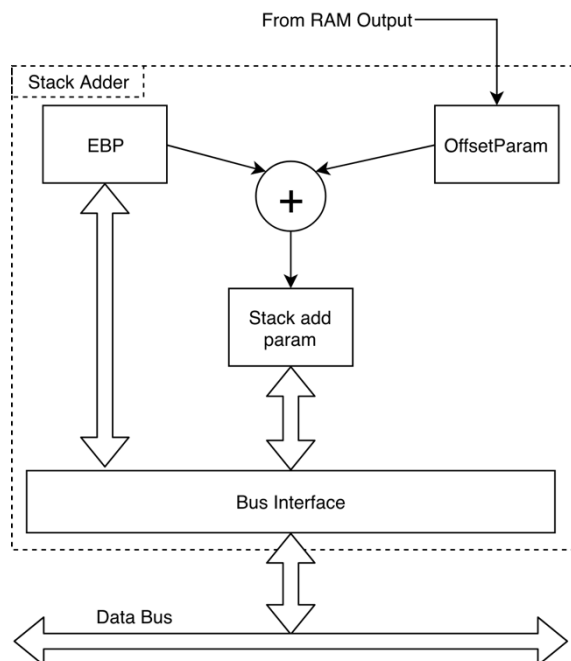 From RAM Output
Stack Adder
EBP
OffsetParam
+
Stack add
param
Bus Interface
Data Bus